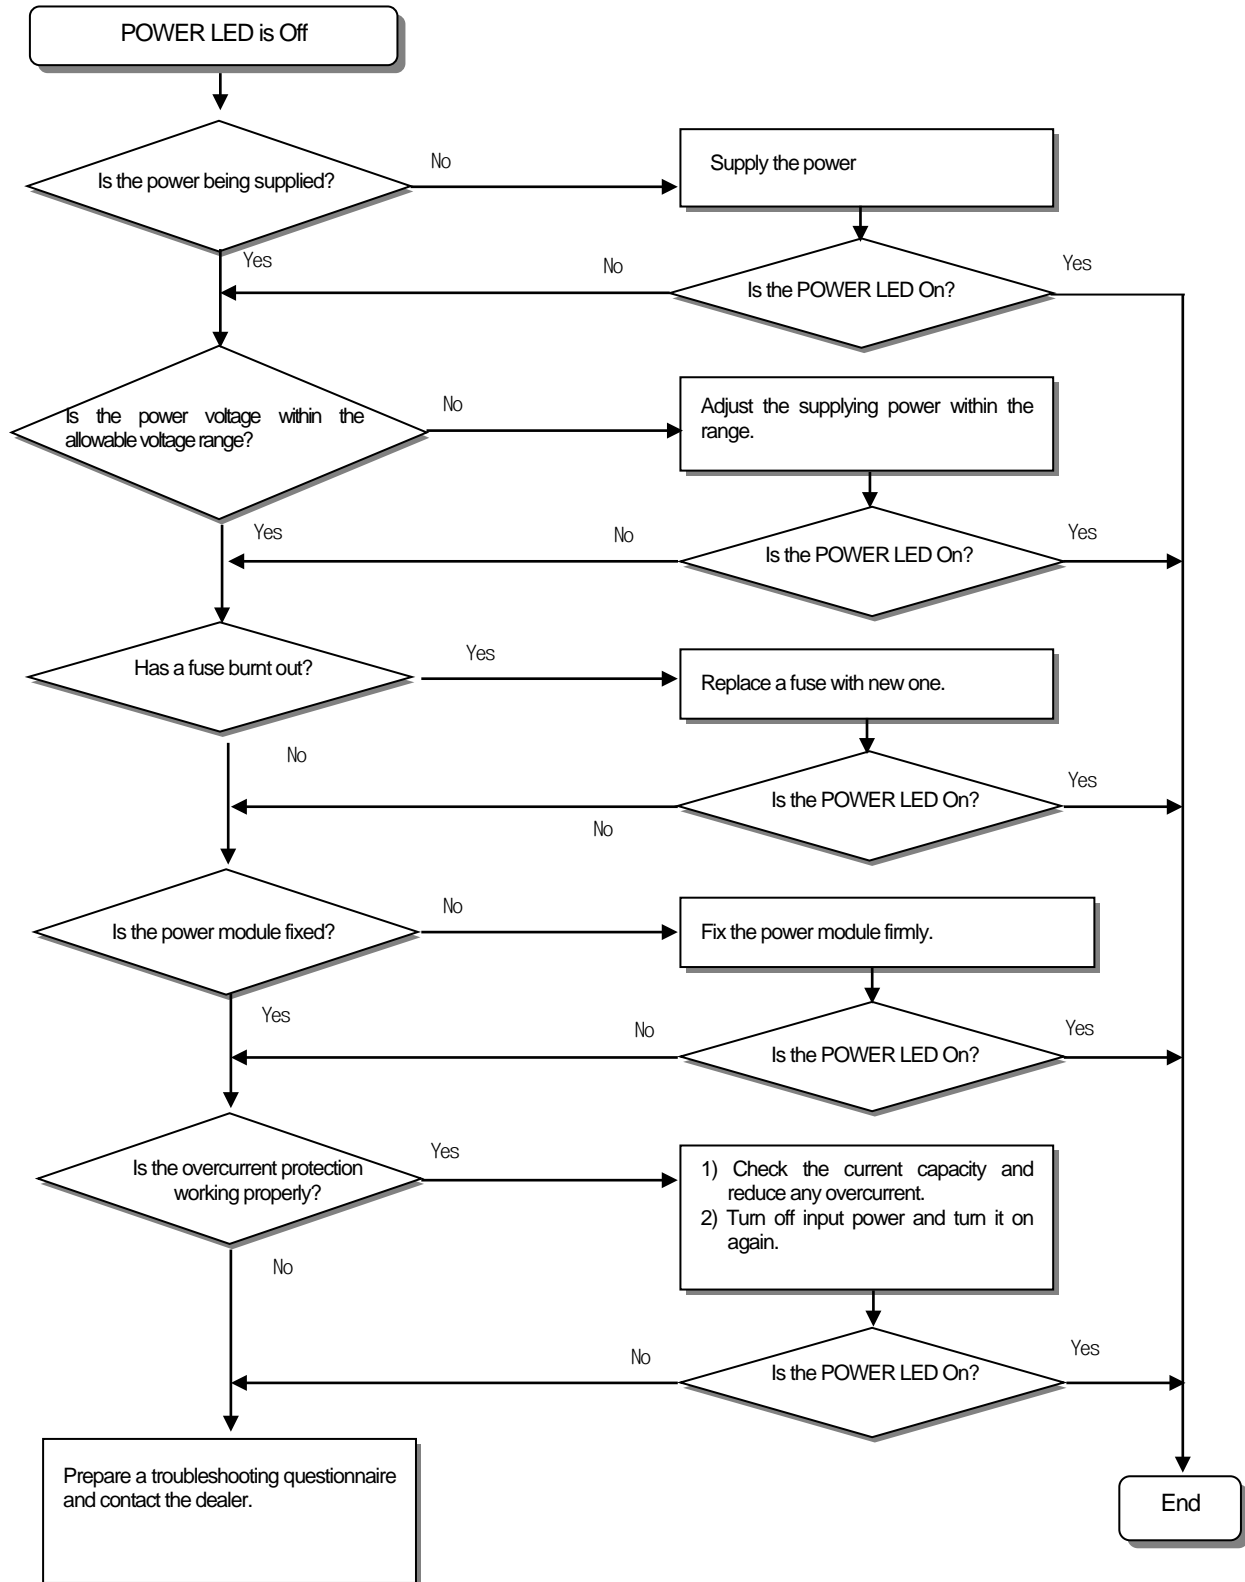 POWER LED is Off
Is the power being supplied?
No
Supply the power
Yes
No
Is the POWER LED On?
Yes
Is the power voltage within the
allowable voltage range?
No
Adjust the supplying power within the
range.
Yes
No
Is the POWER LED On?
Yes
Has a fuse burnt out?
Yes
Replace a fuse with new one.
No
Is the POWER LED On?
Yes
No
Is the power module fixed?
No
Fix the power module firmly.
Yes
No
Is the POWER LED On?
Yes
Is the overcurrent protection
working properly?
Yes
1) Check the current capacity and
reduce any overcurrent.
2) Turn off input power and turn it on
again.
No
No
Is the POWER LED On?
Yes
Prepare a troubleshooting questionnaire
and contact the dealer.
End